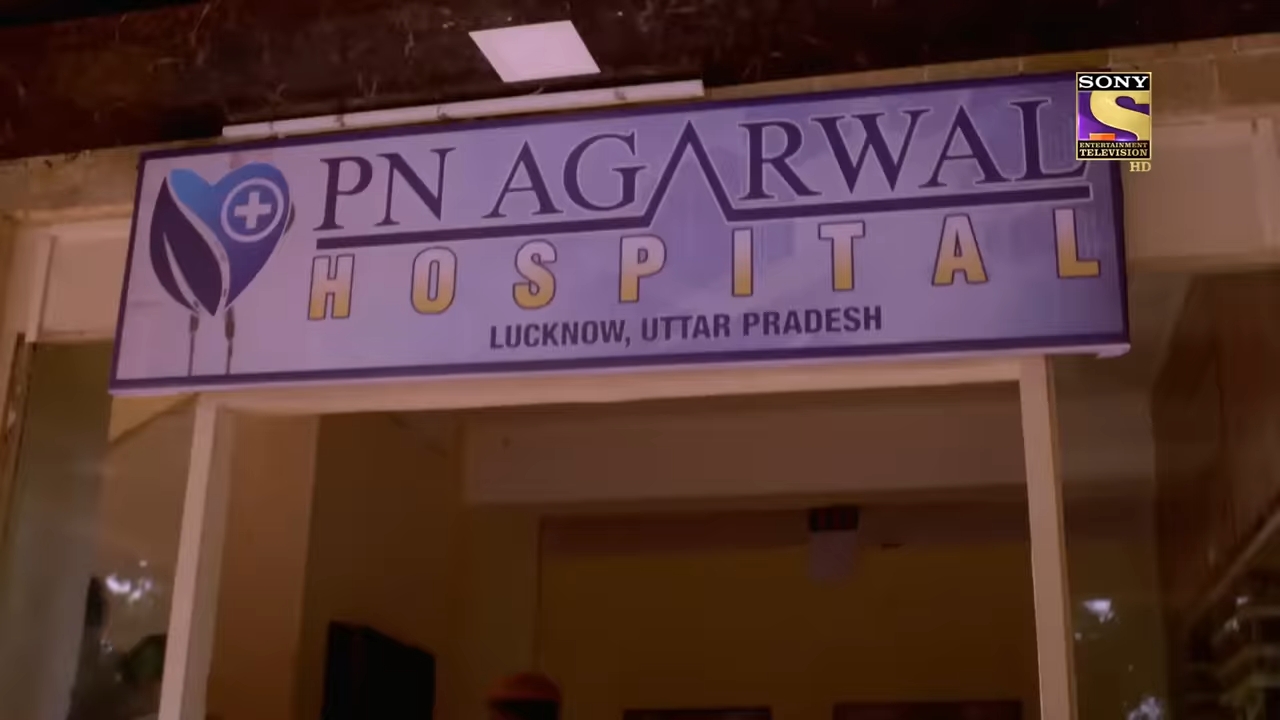 PN AGARWAL
HOSPITAL
LUCKNOW, UTTAR PRADESH
SONY
S
ENTERTAINMENT
TELEVISION
HD